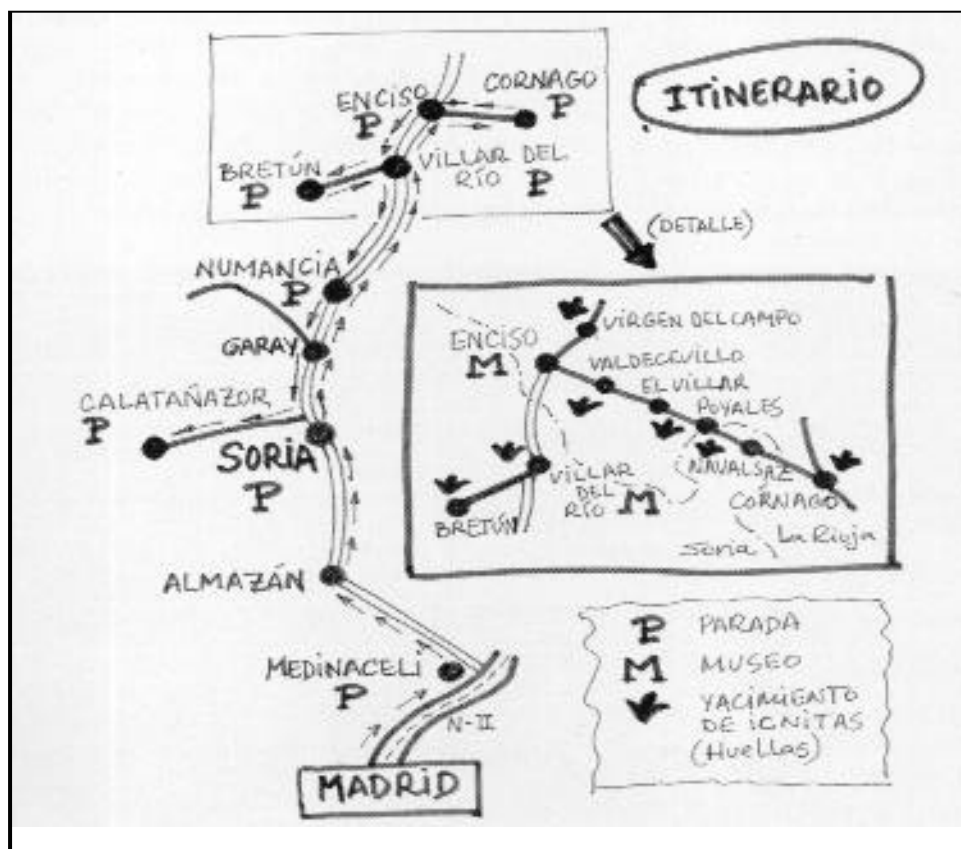 ITINERARIO
CORNAGO
P
ENCISO
P
BRETÚN
P
VILLAR DEL
RÍO P
(DETALLE)
NUMANCIA
P
GARAY
CALATAÑAZOR
P
SORIA
P
ALMAZÁN
MEDINACELI
P
N-II
MADRID
VIRGEN DEL CAMPO
ENCISO
M
VALDECEVILLO
EL VILLAR
POYALES
NAVALSAZ
CORNAGO
VILLAR
DEL
RÍO M
BRETÚN
Soria
La Rioja
P PARADA
M MUSEO
YACIMIENTO
DE ICNITAS
(Huellas)